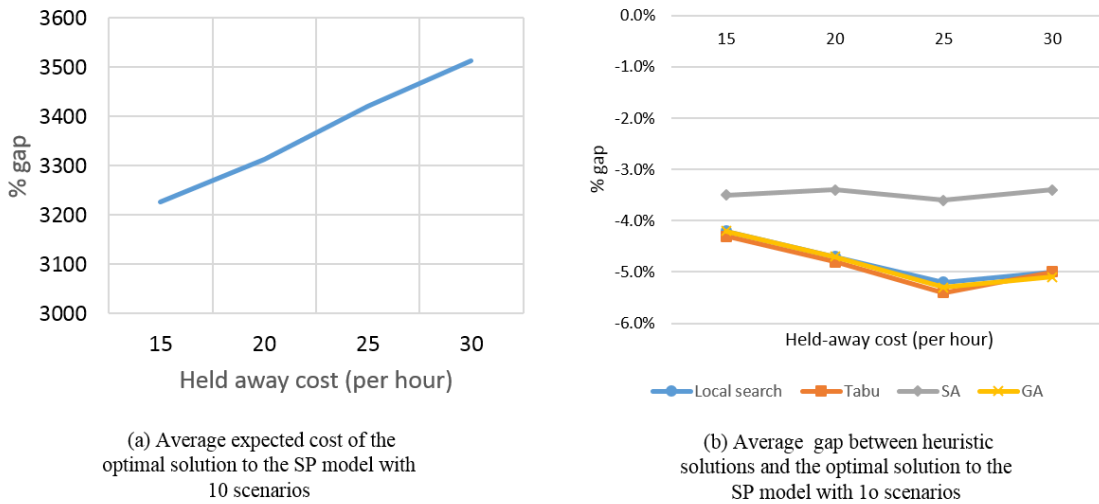 3600
3500
3400
3300
3200
3100
3000
% gap
15 20 25 30
Held away cost (per hour)
(a) Average expected cost of the
optimal solution to the SP model with
10 scenarios
0.0%
-1.0%
-2.0%
-3.0%
-4.0%
-5.0%
-6.0%
% gap
15 20 25 30
Held-away cost (per hour)
Local search Tabu SA GA
(b) Average gap between heuristic
solutions and the optimal solution to the
SP model with 1o scenarios